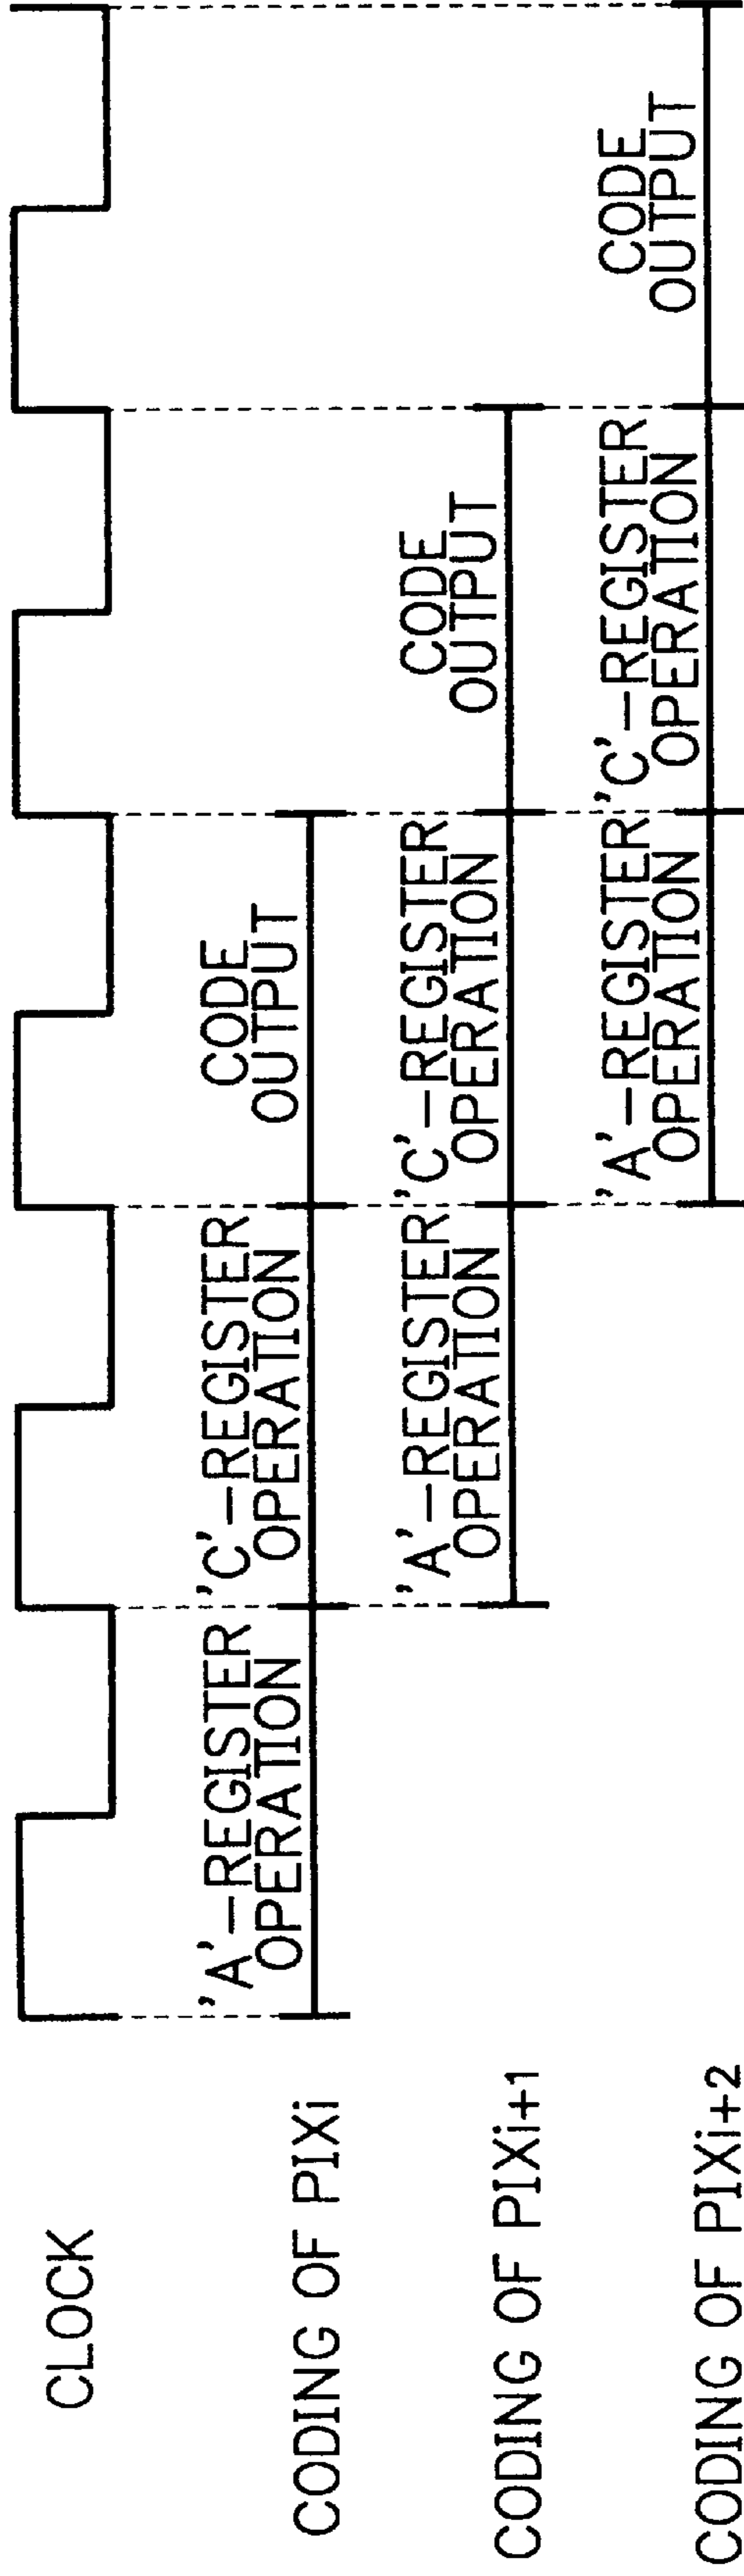 CLOCK
CODING OF PIXi
'A'-REGISTER
OPERATION
'C'-REGISTER
OPERATION
CODE
OUTPUT
CODING OF PIXi+1
'A'-REGISTER
OPERATION
'C'-REGISTER
OPERATION
CODE
OUTPUT
CODING OF PIXi+2
'A'-REGISTER
OPERATION
'C'-REGISTER
OPERATION
CODE
OUTPUT